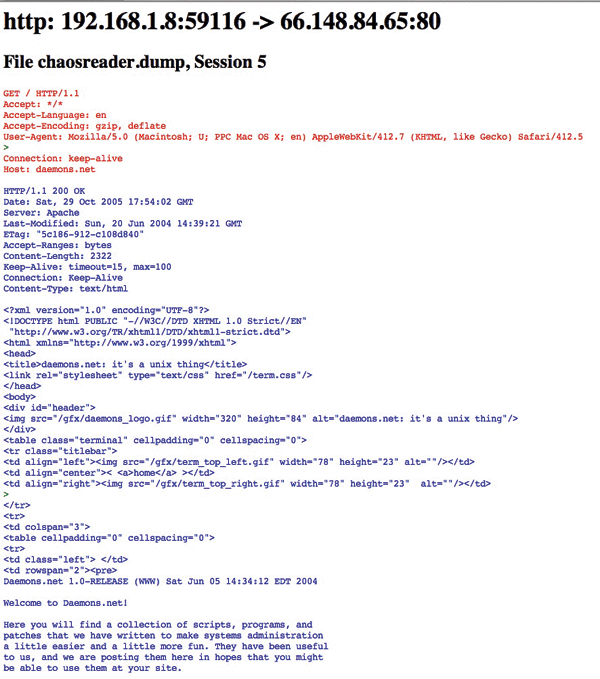 http: 192.168.1.8:59116 -> 66.148.84.65:80
File chaosreader.dump, Session 5
GET / HTTP/1.1
Accept: */*
Accept-Language: en
Accept-Encoding: gzip, deflate
User-Agent: Mozilla/5.0 (Macintosh; U; PPC Mac OS X; en) AppleWebKit/412.7 (KHTML, like Gecko) Safari/412.5
>
Connection: keep-alive
Host: daemons.net
HTTP/1.1 200 OK
Date: Sat, 29 Oct 2005 17:54:02 GMT
Server: Apache
Last-Modified: Sun, 20 Jun 2004 14:39:21 GMT
ETag: "5c186-912-c108d840"
Accept-Ranges: bytes
Content-Length: 2322
Keep-Alive: timeout=15, max=100
Connection: Keep-Alive
Content-Type: text/html
<?xml version="1.0" encoding="UTF-8"?>
<!DOCTYPE html PUBLIC "-//W3C//DTD XHTML 1.0 Strict//EN"
"http://www.w3.org/TR/xhtml1/DTD/xhtml1-strict.dtd">
<html xmlns="http://www.w3.org/1999/xhtml">
<head>
<title>daemons.net: it's a unix thing</title>
<link rel="stylesheet" type="text/css" href="/term.css"/>
</head>
<body>
<div id="header">
<img src="/gfx/daemons_logo.gif" width="320" height="84" alt="daemons.net: it's a unix thing"/>
</div>
<table class="terminal" cellpadding="0" cellspacing="0">
<tr class="titlebar">
<td align="left"><img src="/gfx/term_top_left.gif" width="78" height="23" alt=""/></td>
<td align="center">< <a>home</a> ></td>
<td align="right"><img src="/gfx/term_top_right.gif" width="78" height="23"  alt=""/></td>
>
</tr>
<tr>
<td colspan="3">
<table cellpadding="0" cellspacing="0">
<tr>
<td class="left"> </td>
<td rowspan="2"><pre>
Daemons.net 1.0-RELEASE (WWW) Sat Jun 05 14:34:12 EDT 2004
Welcome to Daemons.net!
Here you will find a collection of scripts, programs, and
patches that we have written to make systems administration
a little easier and a little more fun. They have been useful
to us, and we are posting them here in hopes that you might
be able to use them at your site.